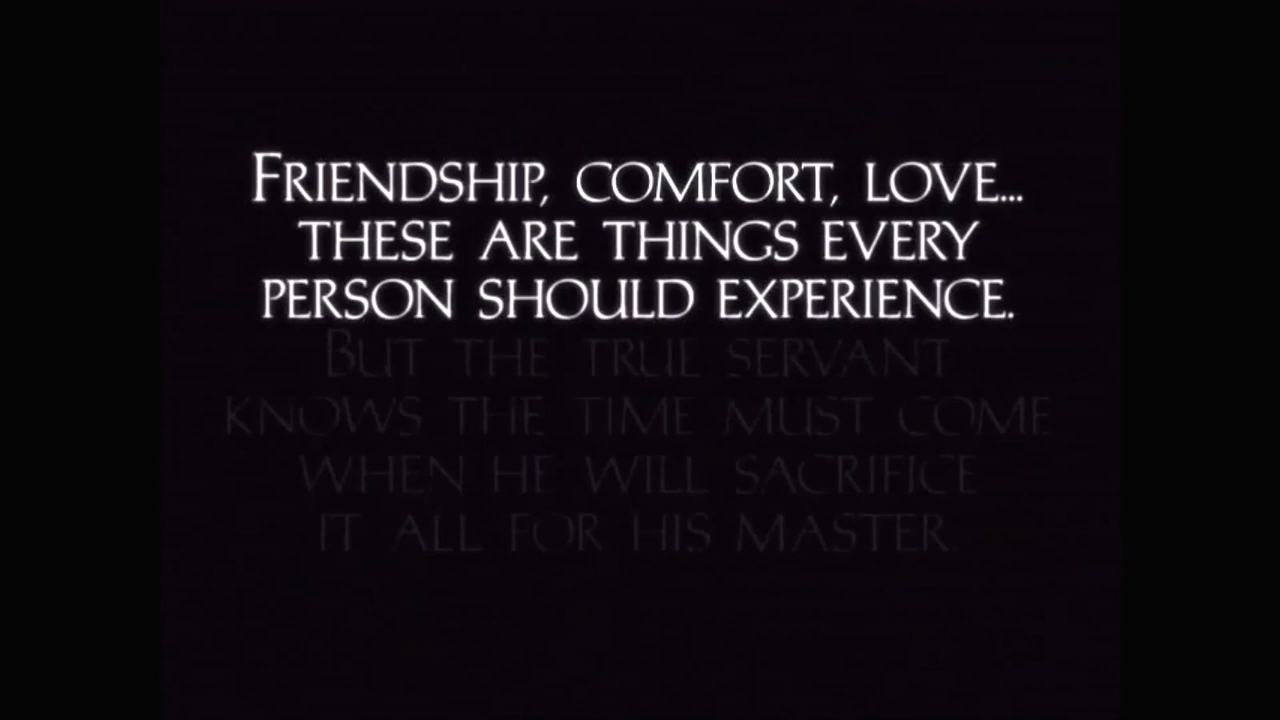 FRIENDSHIP, COMFORT, LOVE...
THESE ARE THINGS EVERY
PERSON SHOULD EXPERIENCE.
BUT THE TRUE SERVANT
KNOWS THE TIME MUST COME
WHEN HE WILL SACRIFICE
IT ALL FOR HIS MASTER.